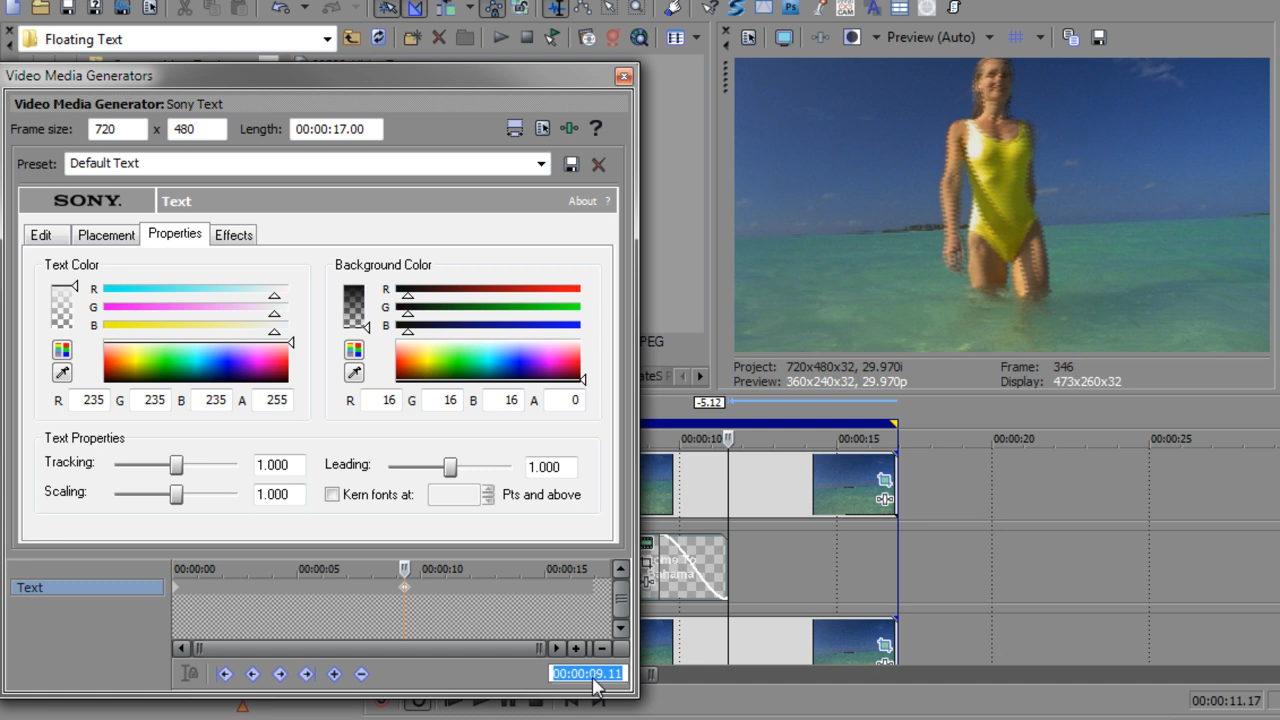 Floating Text
Preview (Auto)
Video Media Generators
Video Media Generator: Sony Text
Frame size: 720 x 480 Length: 00:00:17.00 ?
Preset: Default Text
SONY. Text About ?
Edit Placement Properties Effects
Text Color
R
G
B
R 235 G 235 B 235 A 255
Background Color
R
G
B
R 16 G 16 B 16 A 0
Text Properties
Tracking: 1.000
Leading: 1.000
Scaling: 1.000
Kern fonts at: Pts and above
00:00:00 00:00:05 00:00:10 00:00:15
Text
00:00:09.11
PEG
Project: 720x480x32, 29.970i
Frame: 346
Preview: 360x240x32, 29.970p
Display: 473x260x32
-5.12
00:00:10 00:00:15 00:00:20 00:00:25
ome To
Bahama
00:00:11.17